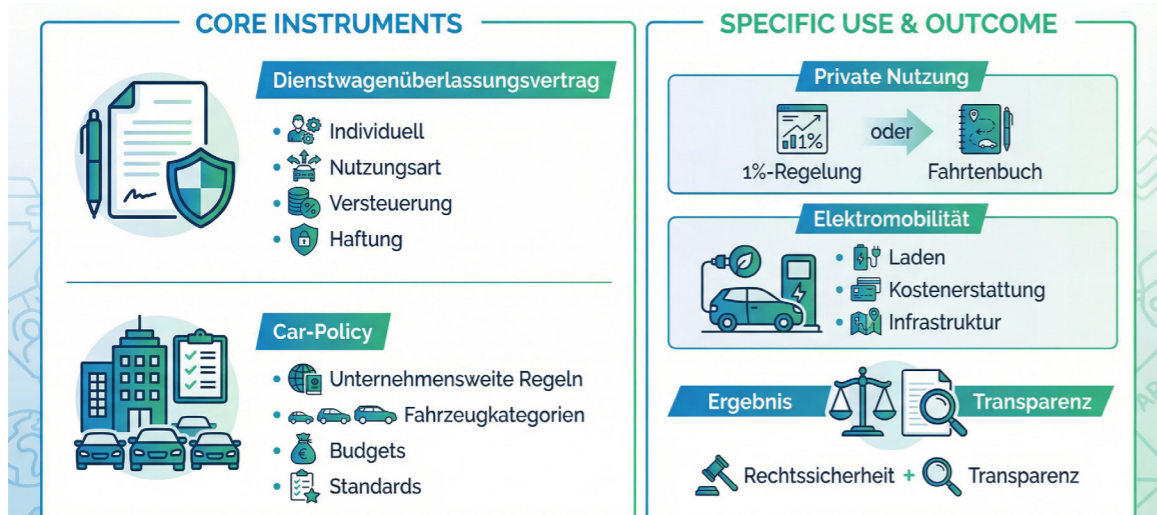 CORE INSTRUMENTS
Dienstwagenüberlassungsvertrag
Individuell
Nutzungsart
Versteuerung
Haftung
Car-Policy
Unternehmensweite Regeln
Fahrzeugkategorien
Budgets
Standards
SPECIFIC USE & OUTCOME
Private Nutzung
1%
oder
1%-Regelung
Fahrtenbuch
Elektromobilität
Laden
Kostenerstattung
Infrastruktur
Ergebnis
Transparenz
Rechtssicherheit + Transparenz